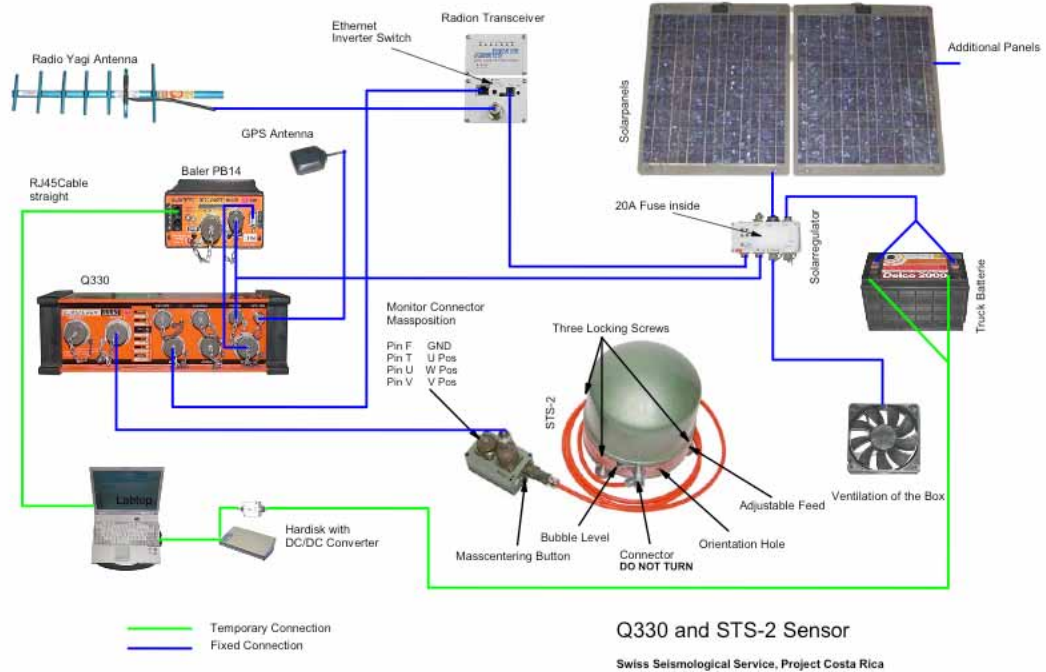 Ethernet
Inverter Switch
Radion Transceiver
Radio Yagi Antenna
Additional Panels
Solarpanels
GPS Antenna
Baler PB14
RJ45Cable
straight
20A Fuse inside
Solarregulator
Q330
Delco 2000
Truck Batterie
Monitor Connector
Massposition
Pin F GND
Pin T U Pos
Pin U W Pos
Pin V V Pos
Three Locking Screws
STS-2
Labtop
Hardisk with
DC/DC Converter
Masscentering Button
Bubble Level
Connector
DO NOT TURN
Orientation Hole
Adjustable Feed
Ventilation of the Box
Temporary Connection
Fixed Connection
Q330 and STS-2 Sensor
Swiss Seismological Service, Project Costa Rica